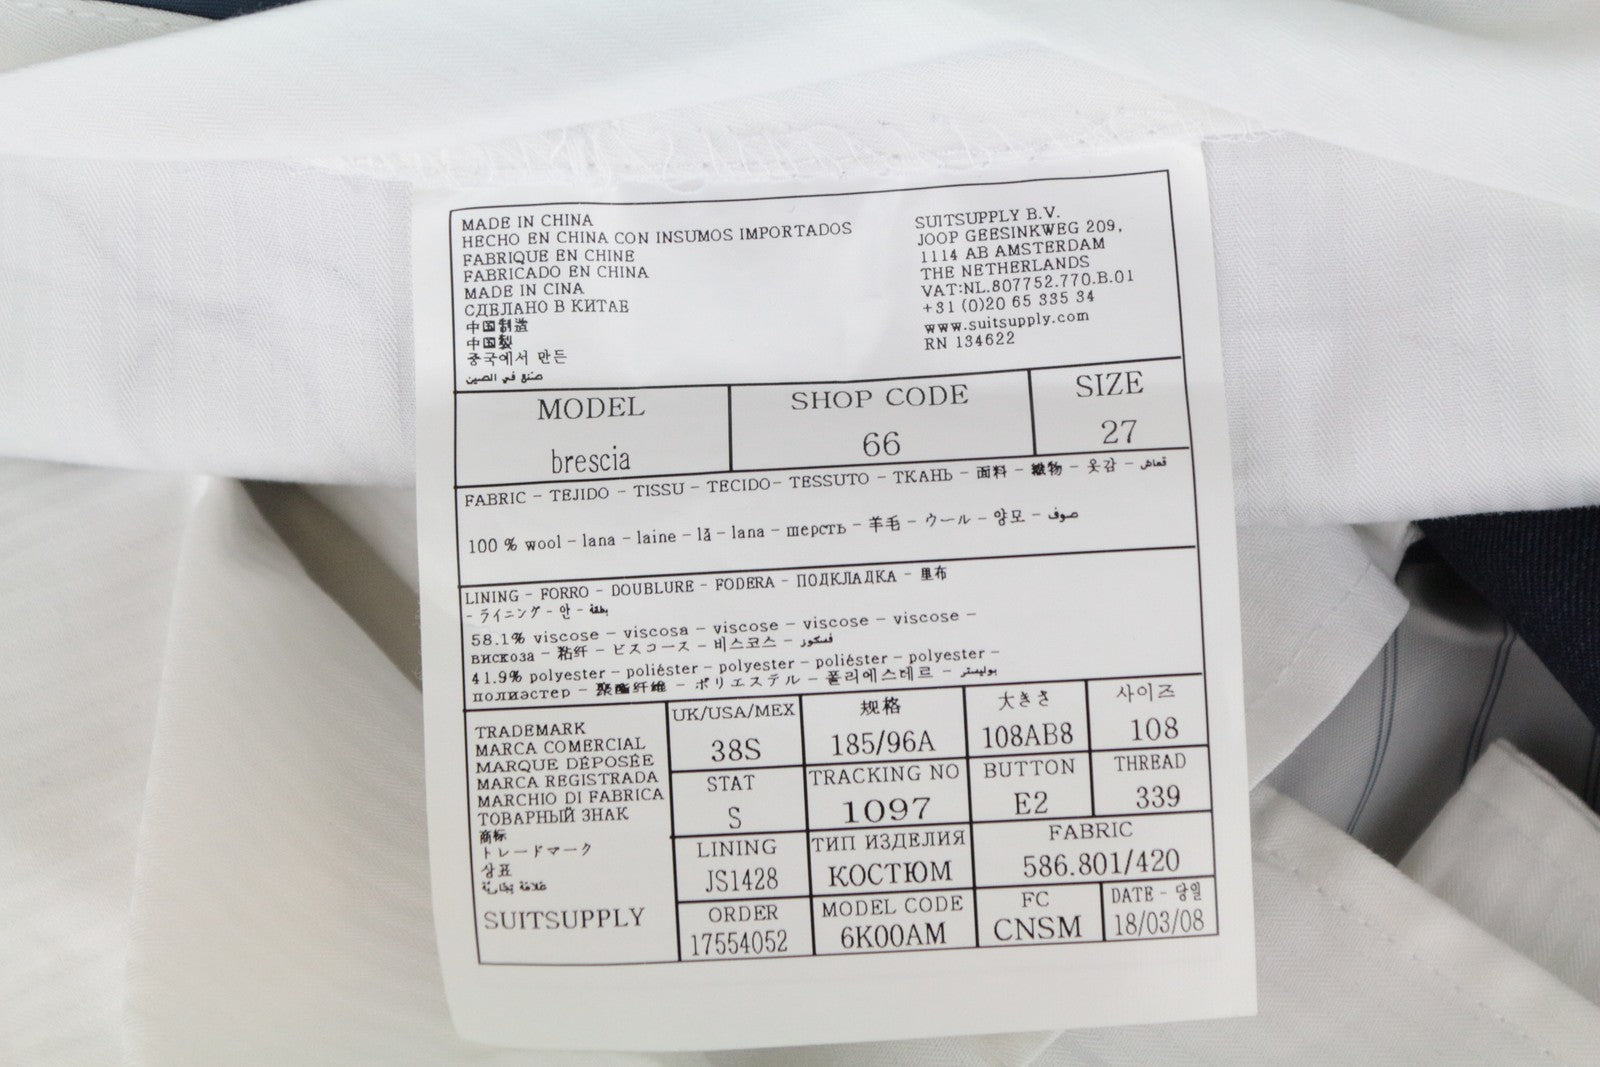 MADE IN CHINA
HECHO EN CHINA CON INSUMOS IMPORTADOS
FABRIQUE EN CHINE
FABRICADO EN CHINA
MADE IN CINA
СДЕЛАНО В КИТАЕ
中国制造
中国製
중국에서 만든
صنع في الصين
SUITSUPPLY B.V.
JOOP GEESINKWEG 209,
1114 AB AMSTERDAM
THE NETHERLANDS
VAT:NL.807752.770.B.01
+31 (0)20 65 335 34
www.suitsupply.com
RN 134622
MODEL
brescia
SHOP CODE
66
SIZE
27
FABRIC - TEJIDO - TISSU - TECIDO- TESSUTO - ТКАНЬ - 面料 - 織物 - 옷감 - قماش
100 % wool - lana - laine - lã - lana - шерсть - 羊毛 - ウール - 양모 - صوف
LINING - FORRO - DOUBLURE - FODERA - ПОДКЛАДКА - 里布
- ライニング - 안 - بطانة
58.1% viscose - viscosa - viscose - viscose - viscose -
вискоза - 粘纤 - ビスコース - 비스코스 - فسكوز
41.9% polyester - poliéster - polyester - poliéster - polyester -
полиэстер - 聚酯纤维 - ポリエステル - 폴리에스테르 - بوليستر
TRADEMARK
MARCA COMERCIAL
MARQUE DÉPOSÉE
MARCA REGISTRADA
MARCHIO DI FABRICA
ТОВАРНЫЙ ЗНАК
商标
トレードマーク
상표
علامة تجارية
SUITSUPPLY
UK/USA/MEX
38S
规格
185/96A
大きさ
108AB8
사이즈
108
STAT
S
TRACKING NO
1097
BUTTON
E2
THREAD
339
LINING
JS1428
ТИП ИЗДЕЛИЯ
КОСТЮМ
FABRIC
586.801/420
ORDER
17554052
MODEL CODE
6K00AM
FC
CNSM
DATE - 당일
18/03/08